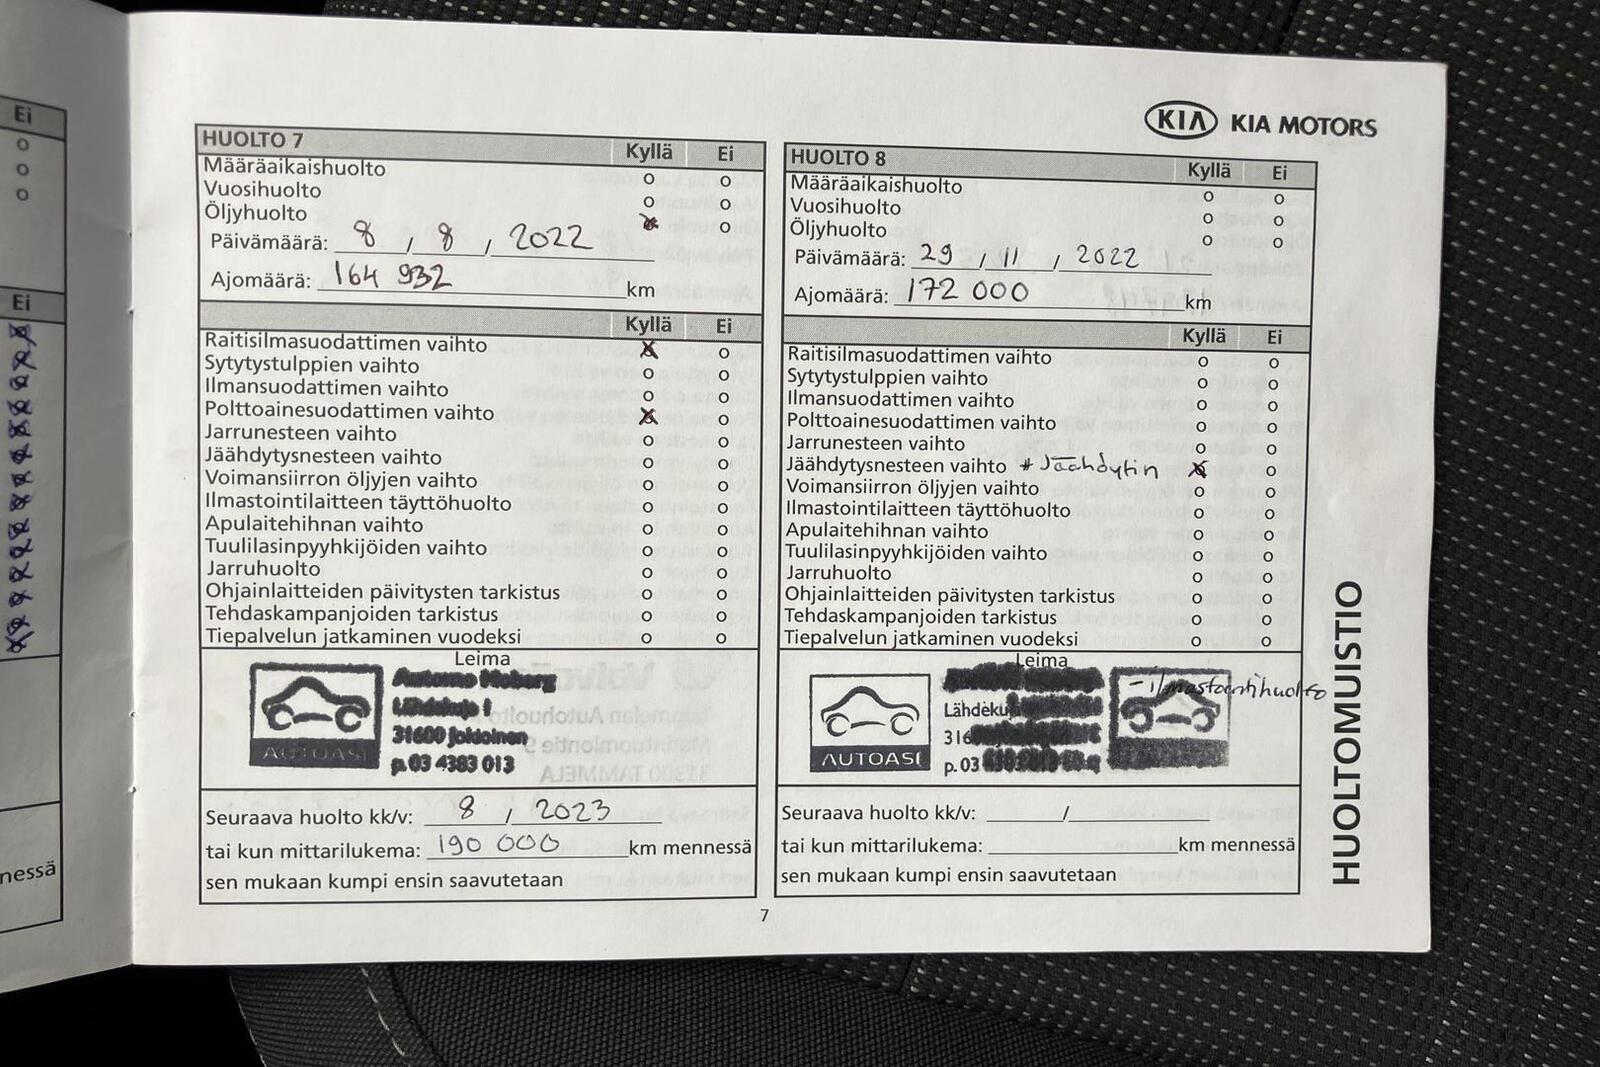 Ei
Ei
nessä
KIA KIA MOTORS
HUOLTO 7 Kyllä Ei
Määräaikaishuolto o o
Vuosihuolto o o
Öljyhuolto x o
Päivämäärä: 8 / 8 / 2022
Ajomäärä: 164 932 km
Kyllä Ei
Raitisilmasuodattimen vaihto x o
Sytytystulppien vaihto o o
Ilmansuodattimen vaihto o o
Polttoainesuodattimen vaihto x o
Jarrunesteen vaihto o o
Jäähdytysnesteen vaihto o o
Voimansiirron öljyjen vaihto o o
Ilmastointilaitteen täyttöhuolto o o
Apulaitehihnan vaihto o o
Tuulilasinpyyhkijöiden vaihto o o
Jarruhuolto o o
Ohjainlaitteiden päivitysten tarkistus o o
Tehdaskampanjoiden tarkistus o o
Tiepalvelun jatkaminen vuodeksi o o
Leima
AUTOASI
Automo Moberg
31600 Jokioinen
p. 03 4383 013
Seuraava huolto kk/v: 8 / 2023
tai kun mittarilukema: 190 000 km mennessä
sen mukaan kumpi ensin saavutetaan
HUOLTO 8 Kyllä Ei
Määräaikaishuolto o o
Vuosihuolto o o
Öljyhuolto o o
Päivämäärä: 29 / 11 / 2022
Ajomäärä: 172 000 km
Kyllä Ei
Raitisilmasuodattimen vaihto o o
Sytytystulppien vaihto o o
Ilmansuodattimen vaihto o o
Polttoainesuodattimen vaihto o o
Jarrunesteen vaihto o o
Jäähdytysnesteen vaihto + Jäähdytin x o
Voimansiirron öljyjen vaihto o o
Ilmastointilaitteen täyttöhuolto o o
Apulaitehihnan vaihto o o
Tuulilasinpyyhkijöiden vaihto o o
Jarruhuolto o o
Ohjainlaitteiden päivitysten tarkistus o o
Tehdaskampanjoiden tarkistus o o
Tiepalvelun jatkaminen vuodeksi o o
Leima
- ilmastointihuolto
AUTOASI
Lähdeku
316
p. 03
Seuraava huolto kk/v: /
tai kun mittarilukema: km mennessä
sen mukaan kumpi ensin saavutetaan
7
HUOLTOMUISTIO